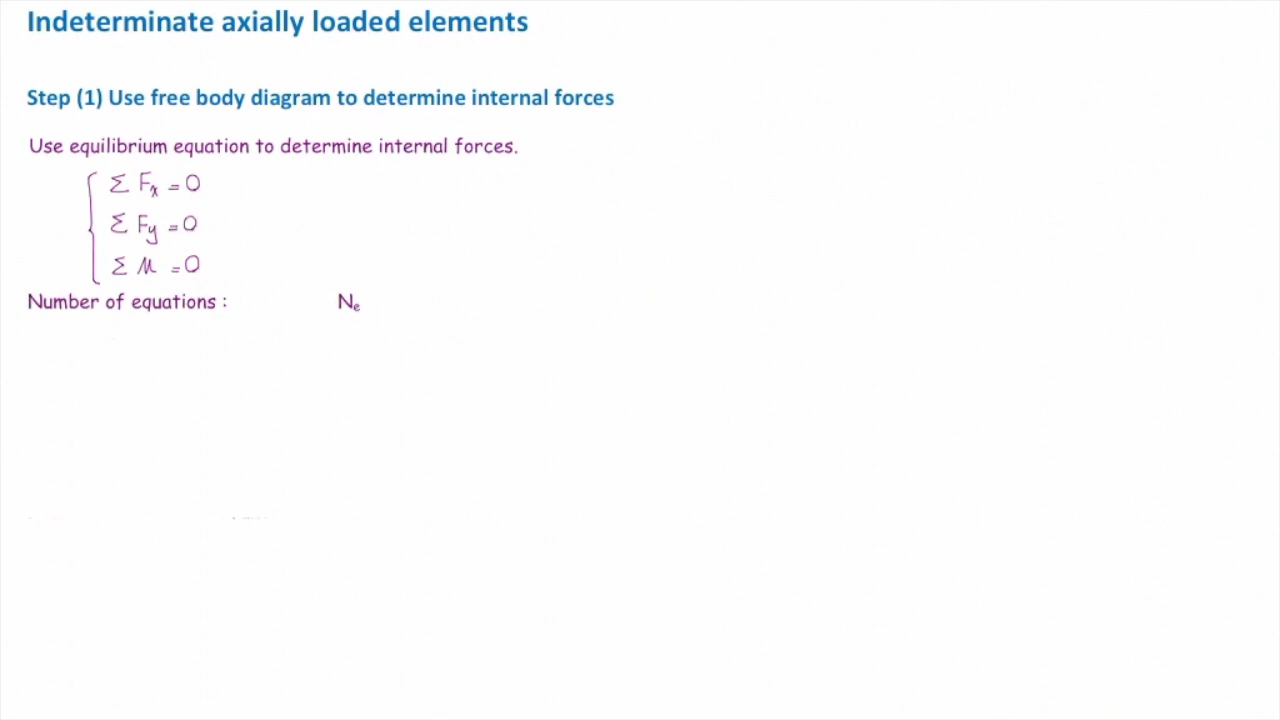 Indeterminate axially loaded elements
Step (1) Use free body diagram to determine internal forces
Use equilibrium equation to determine internal forces.
Σ Fₓ = 0
Σ Fy = 0
Σ M = 0
Number of equations : Nₑ